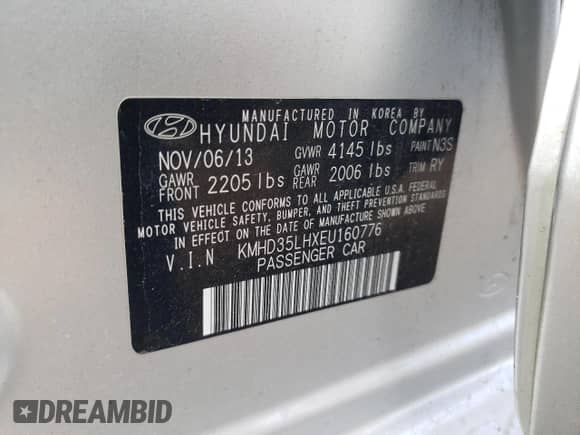 MANUFACTURED IN KOREA BY
HYUNDAI MOTOR COMPANY
NOV/06/13 GVWR 4145 lbs PAINT N3S
GAWR FRONT 2205 lbs GAWR REAR 2006 lbs TRIM RY
THIS VEHICLE CONFORMS TO ALL APPLICABLE U.S.A. FEDERAL
MOTOR VEHICLE SAFETY, BUMPER, AND THEFT PREVENTION STANDARDS
IN EFFECT ON THE DATE OF MANUFACTURE SHOWN ABOVE.
V.I.N KMHD35LHXEU160776
PASSENGER CAR
DREAMBID